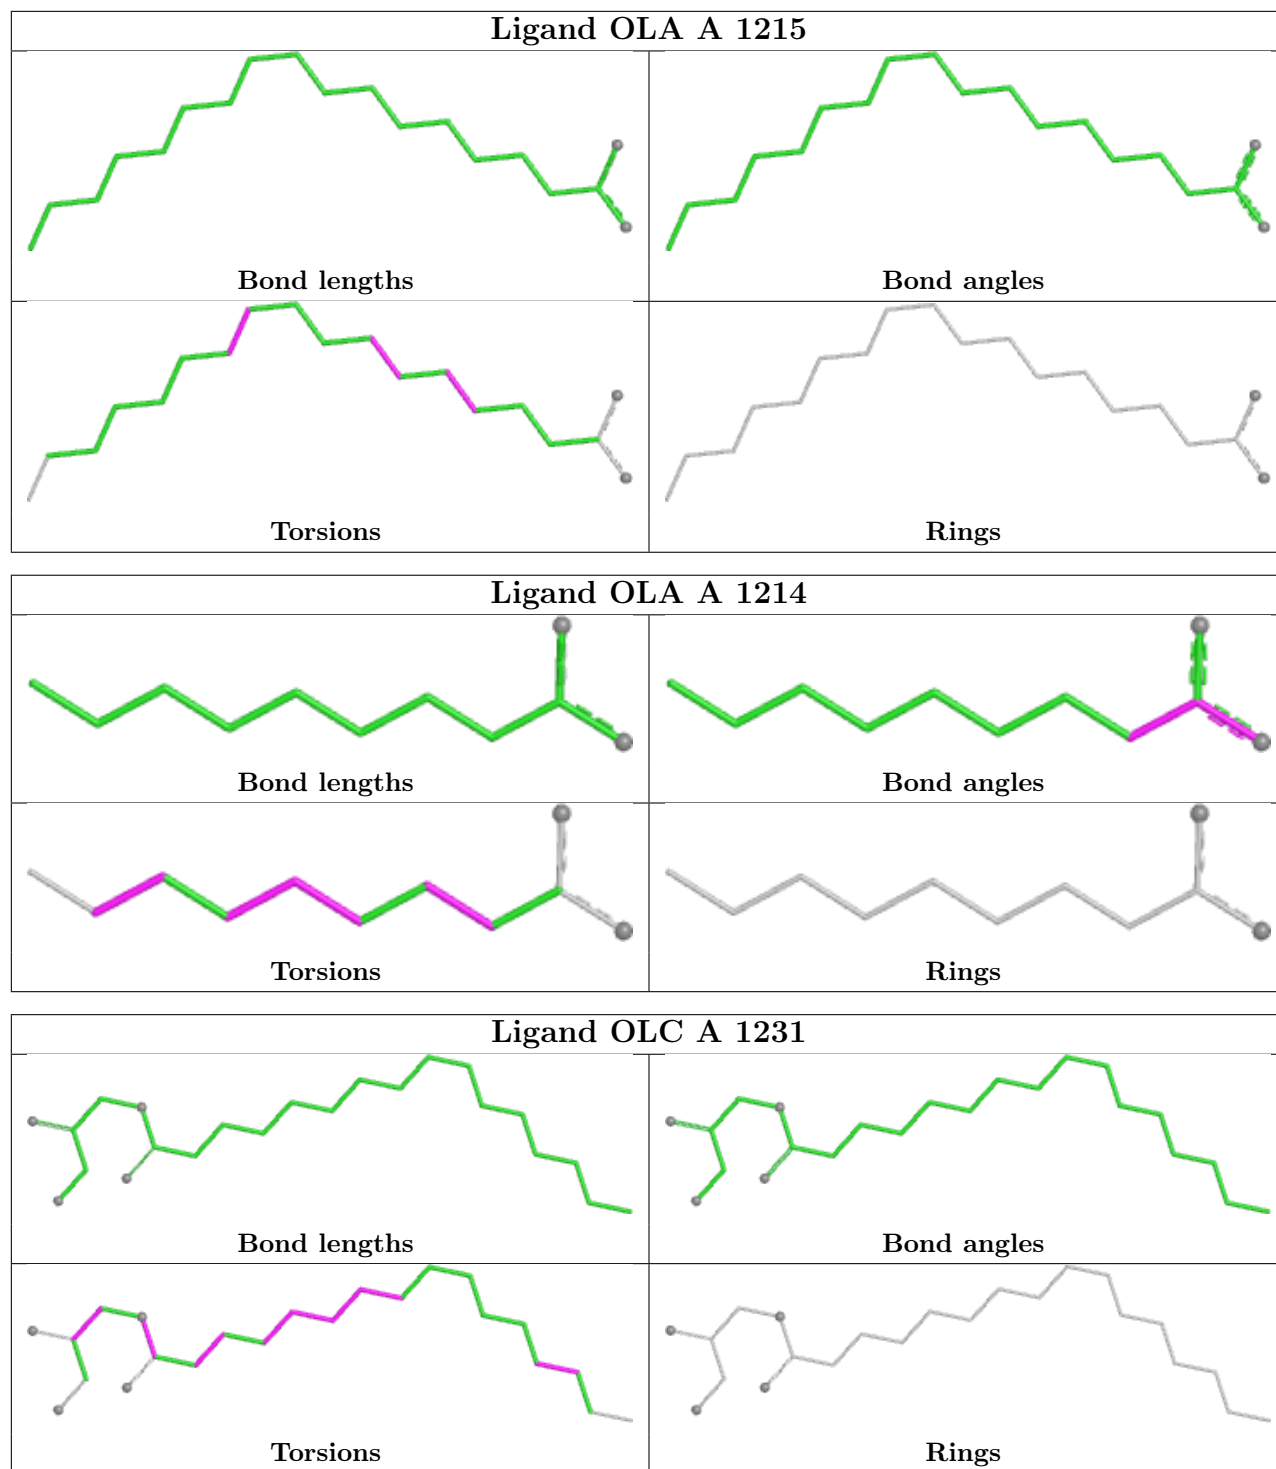 Ligand OLA A 1215
Bond lengths
Bond angles
Torsions
Rings
Ligand OLA A 1214
Bond lengths
Bond angles
Torsions
Rings
Ligand OLC A 1231
Bond lengths
Bond angles
Torsions
Rings